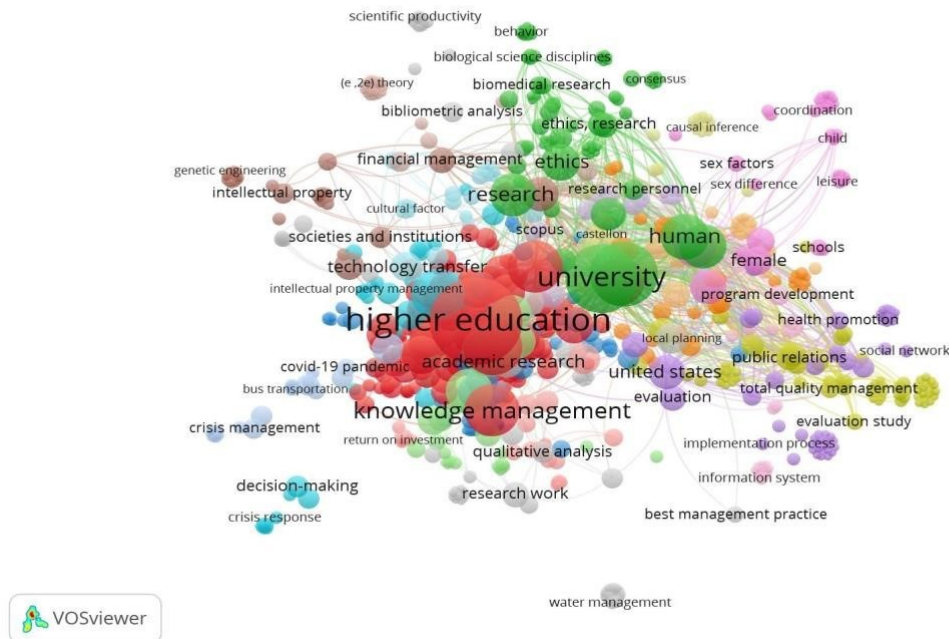 scientific productivity
behavior
biological science disciplines
(e ,2e) theory
biomedical research
consensus
bibliometric analysis
coordination
ethics, research
causal inference
child
financial management
ethics
sex factors
genetic engineering
intellectual property
research
research personnel
sex difference
leisure
cultural factor
societies and institutions
scopus
castellon
human
schools
technology transfer
university
female
intellectual property management
program development
higher education
health promotion
local planning
covid-19 pandemic
academic research
united states
public relations
social network
bus transportation
evaluation
total quality management
knowledge management
crisis management
evaluation study
return on investment
qualitative analysis
implementation process
information system
decision-making
research work
crisis response
best management practice
water management
VOSviewer